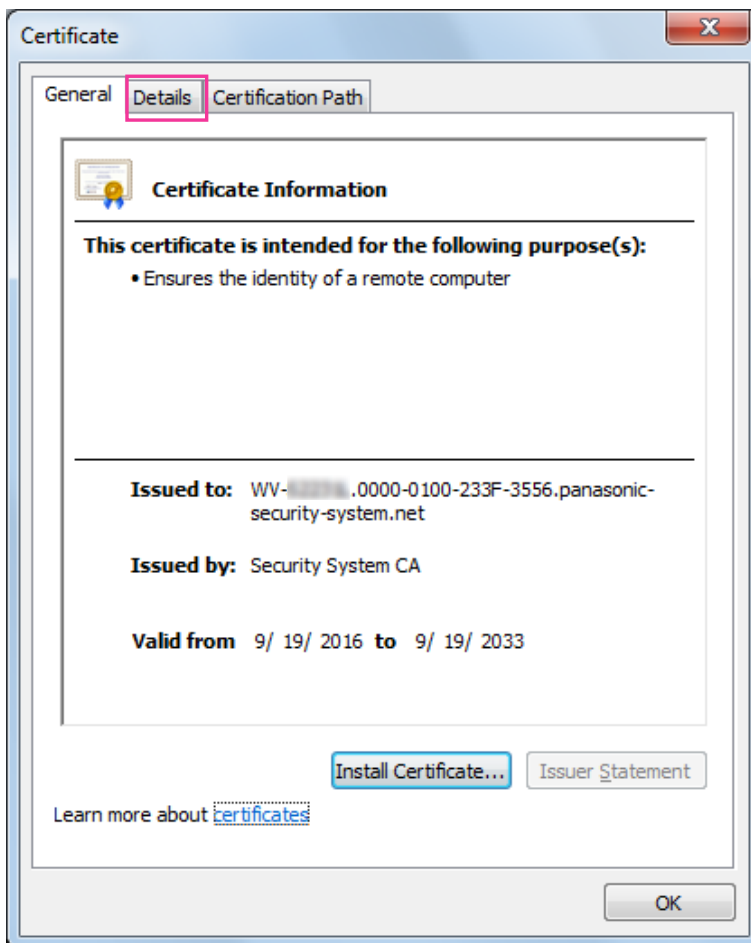 Certificate
General Details Certification Path
Certificate Information
This certificate is intended for the following purpose(s):
• Ensures the identity of a remote computer
Issued to: WV- .0000-0100-233F-3556.panasonic-
security-system.net
Issued by: Security System CA
Valid from 9/ 19/ 2016 to 9/ 19/ 2033
Install Certificate... Issuer Statement
Learn more about certificates
OK